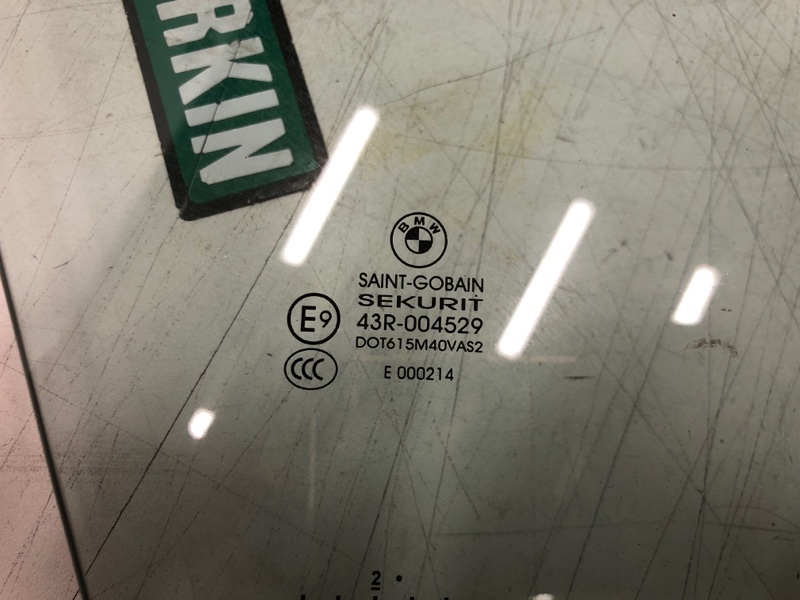 RKIN
BMW
SAINT-GOBAIN
SEKURIT
E9
43R-004529
DOT615M40VAS2
CCC
E 000214
2 •